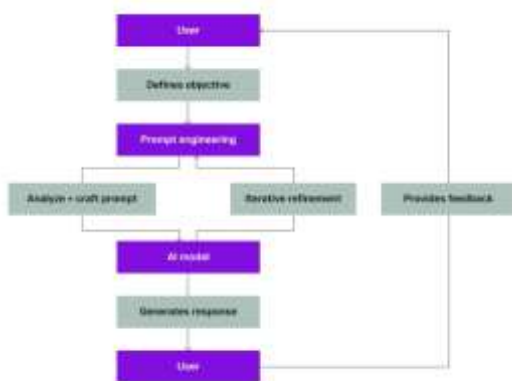 User
Defines objective
Prompt engineering
Analyze + craft prompt
Iterative refinement
Provides feedback
AI model
Generates response
User